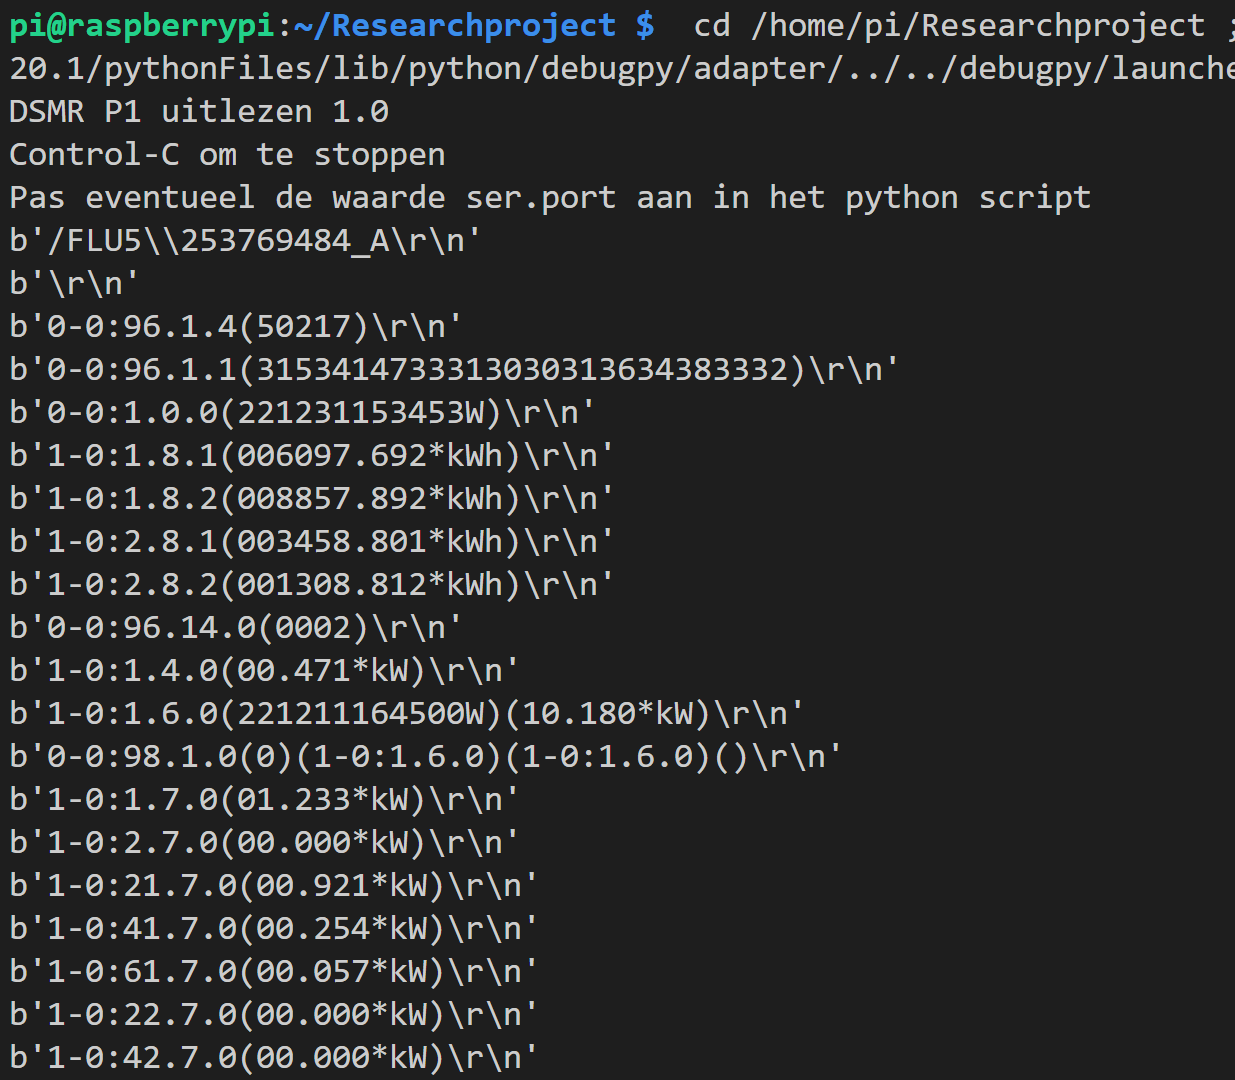 pi@raspberrypi:~/Researchproject $  cd /home/pi/Researchproject ;
20.1/pythonFiles/lib/python/debugpy/adapter/../../debugpy/launche
DSMR P1 uitlezen 1.0
Control-C om te stoppen
Pas eventueel de waarde ser.port aan in het python script
b'/FLU5\\253769484_A\r\n'
b'\r\n'
b'0-0:96.1.4(50217)\r\n'
b'0-0:96.1.1(3153414733313030313634383332)\r\n'
b'0-0:1.0.0(221231153453W)\r\n'
b'1-0:1.8.1(006097.692*kWh)\r\n'
b'1-0:1.8.2(008857.892*kWh)\r\n'
b'1-0:2.8.1(003458.801*kWh)\r\n'
b'1-0:2.8.2(001308.812*kWh)\r\n'
b'0-0:96.14.0(0002)\r\n'
b'1-0:1.4.0(00.471*kW)\r\n'
b'1-0:1.6.0(221211164500W)(10.180*kW)\r\n'
b'0-0:98.1.0(0)(1-0:1.6.0)(1-0:1.6.0)()\r\n'
b'1-0:1.7.0(01.233*kW)\r\n'
b'1-0:2.7.0(00.000*kW)\r\n'
b'1-0:21.7.0(00.921*kW)\r\n'
b'1-0:41.7.0(00.254*kW)\r\n'
b'1-0:61.7.0(00.057*kW)\r\n'
b'1-0:22.7.0(00.000*kW)\r\n'
b'1-0:42.7.0(00.000*kW)\r\n'